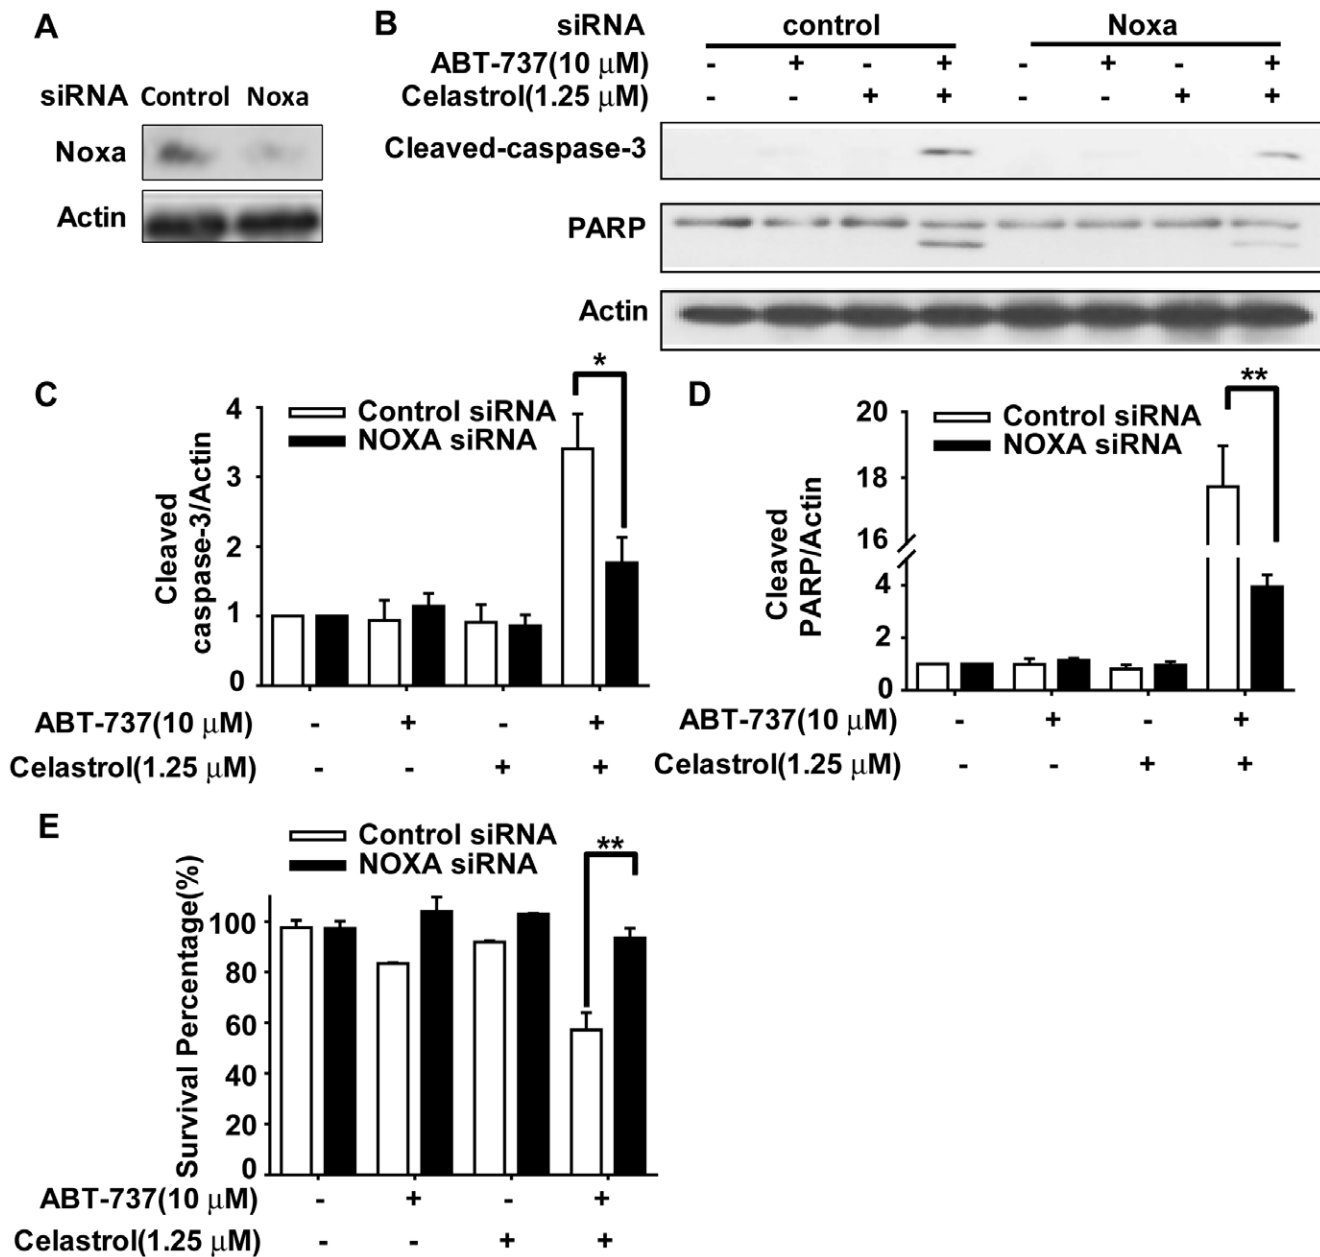 A
siRNA Control Noxa
Noxa
Actin
B
siRNA control Noxa
ABT-737(10 μM) - + - + - + - +
Celastrol(1.25 μM) - - + + - - + +
Cleaved-caspase-3
PARP
Actin
C
Cleaved
caspase-3/Actin
4
3
2
1
0
Control siRNA
NOXA siRNA
*
ABT-737(10 μM) - + - +
Celastrol(1.25 μM) - - + +
D
Cleaved
PARP/Actin
20
18
16
4
2
0
Control siRNA
NOXA siRNA
**
ABT-737(10 μM) - + - +
Celastrol(1.25 μM) - - + +
E
Survival Percentage(%)
100
80
60
40
20
0
Control siRNA
NOXA siRNA
**
ABT-737(10 μM) - + - +
Celastrol(1.25 μM) - - + +